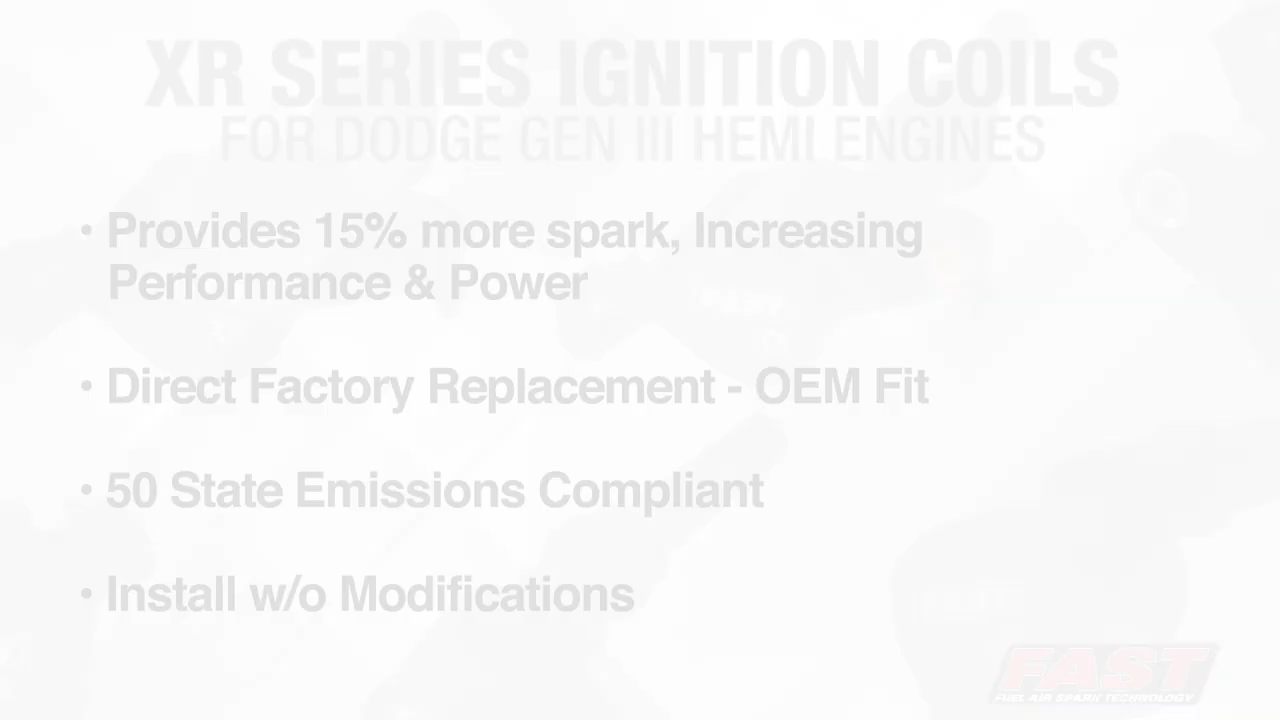 XR SERIES IGNITION COILS
FOR DODGE GEN III HEMI ENGINES
• Provides 15% more spark, Increasing
Performance & Power
• Direct Factory Replacement - OEM Fit
• 50 State Emissions Compliant
• Install w/o Modifications
FAST
FUEL AIR SPARK TECHNOLOGY